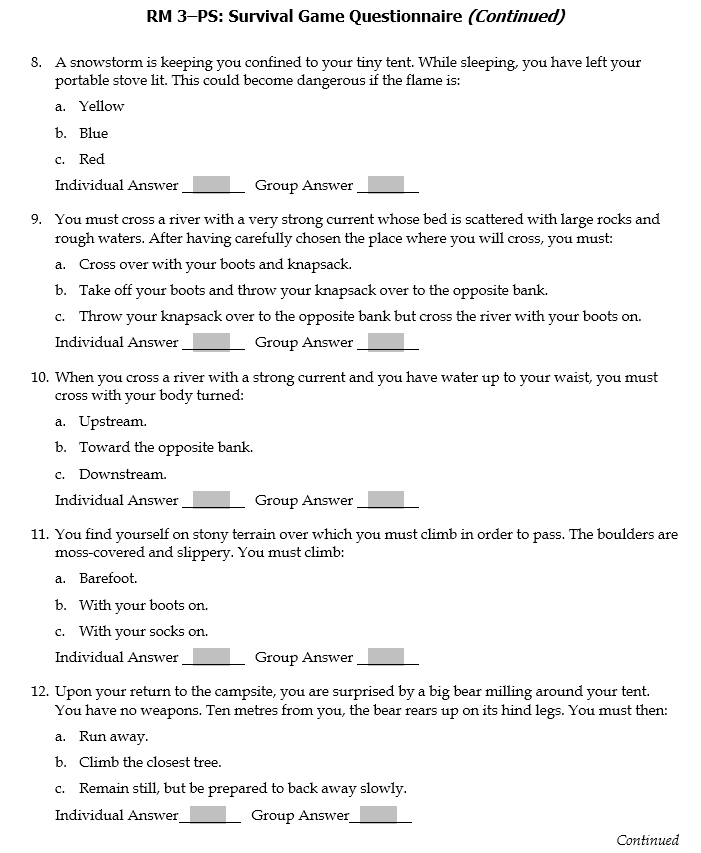 RM 3–PS: Survival Game Questionnaire (Continued)
8. A snowstorm is keeping you confined to your tiny tent. While sleeping, you have left your
portable stove lit. This could become dangerous if the flame is:
a. Yellow
b. Blue
c. Red
Individual Answer ______ Group Answer ______
9. You must cross a river with a very strong current whose bed is scattered with large rocks and
rough waters. After having carefully chosen the place where you will cross, you must:
a. Cross over with your boots and knapsack.
b. Take off your boots and throw your knapsack over to the opposite bank.
c. Throw your knapsack over to the opposite bank but cross the river with your boots on.
Individual Answer ______ Group Answer ______
10. When you cross a river with a strong current and you have water up to your waist, you must
cross with your body turned:
a. Upstream.
b. Toward the opposite bank.
c. Downstream.
Individual Answer ______ Group Answer ______
11. You find yourself on stony terrain over which you must climb in order to pass. The boulders are
moss-covered and slippery. You must climb:
a. Barefoot.
b. With your boots on.
c. With your socks on.
Individual Answer ______ Group Answer ______
12. Upon your return to the campsite, you are surprised by a big bear milling around your tent.
You have no weapons. Ten metres from you, the bear rears up on its hind legs. You must then:
a. Run away.
b. Climb the closest tree.
c. Remain still, but be prepared to back away slowly.
Individual Answer______ Group Answer______
Continued